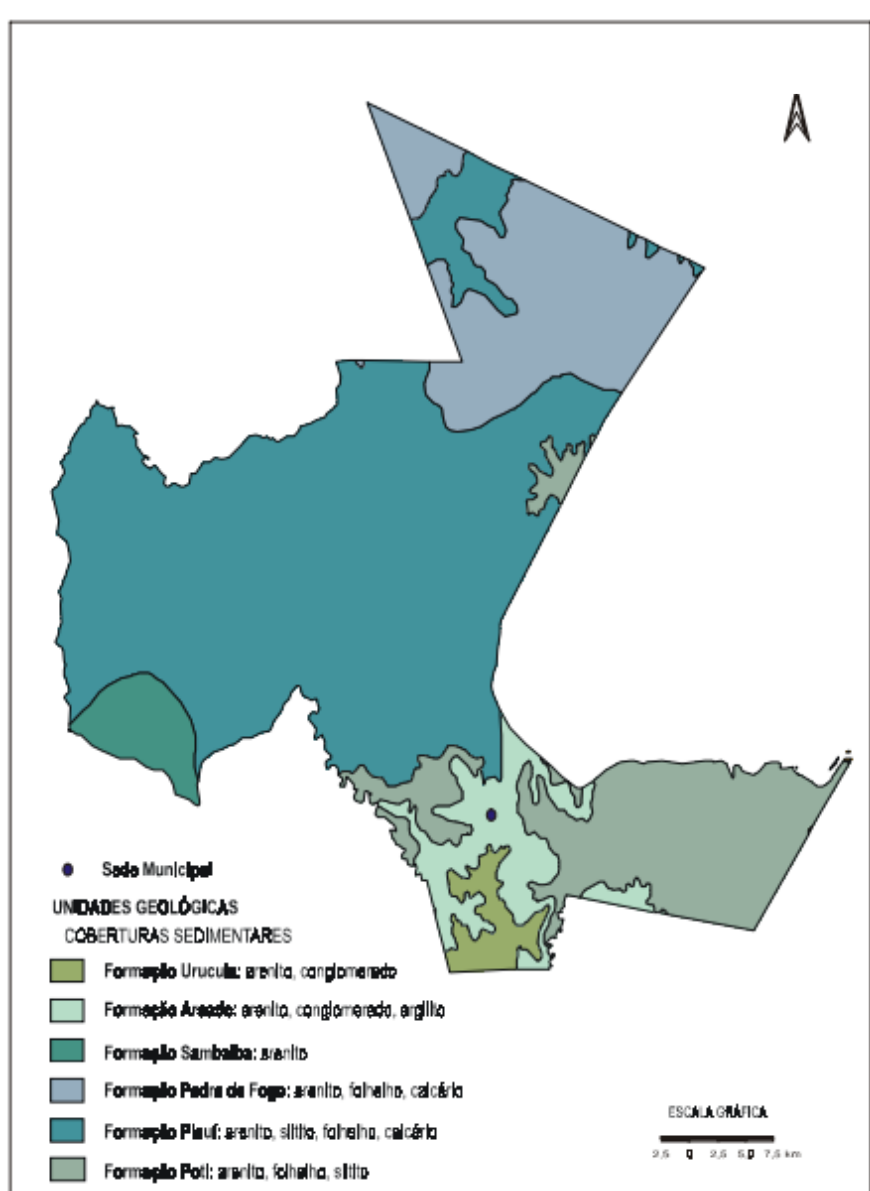 Sede Municipal
UNIDADES GEOLÓGICAS
COBERTURAS SEDIMENTARES
Formação Urucuia: arenito, conglomerado
Formação Areado: arenito, conglomerado, argilito
Formação Sambaíba: arenito
Formação Pedra de Fogo: arenito, folhelho, calcário
Formação Piauí: arenito, siltito, folhelho, calcário
Formação Poti: arenito, folhelho, siltito
ESCALA GRÁFICA
2,5 0 2,5 5,0 7,5 km